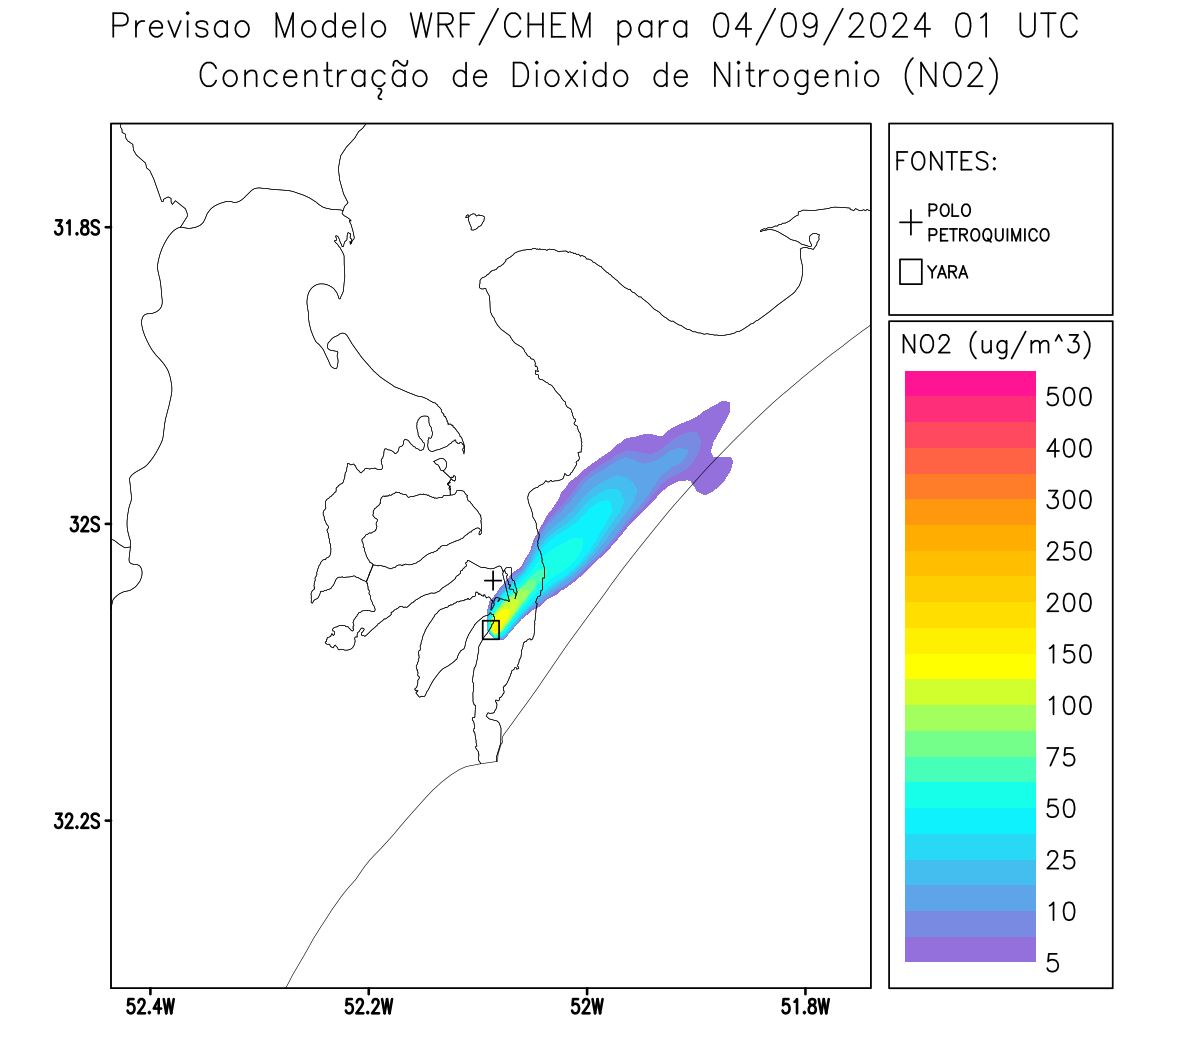 Previsao Modelo WRF/CHEM para 04/09/2024 01 UTC
Concentração de Dioxido de Nitrogenio (NO2)
FONTES:
POLO
PETROQUIMICO
YARA
NO2 (ug/m^3)
500
400
300
250
200
150
100
75
50
25
10
5
31.8S
32S
32.2S
52.4W
52.2W
52W
51.8W